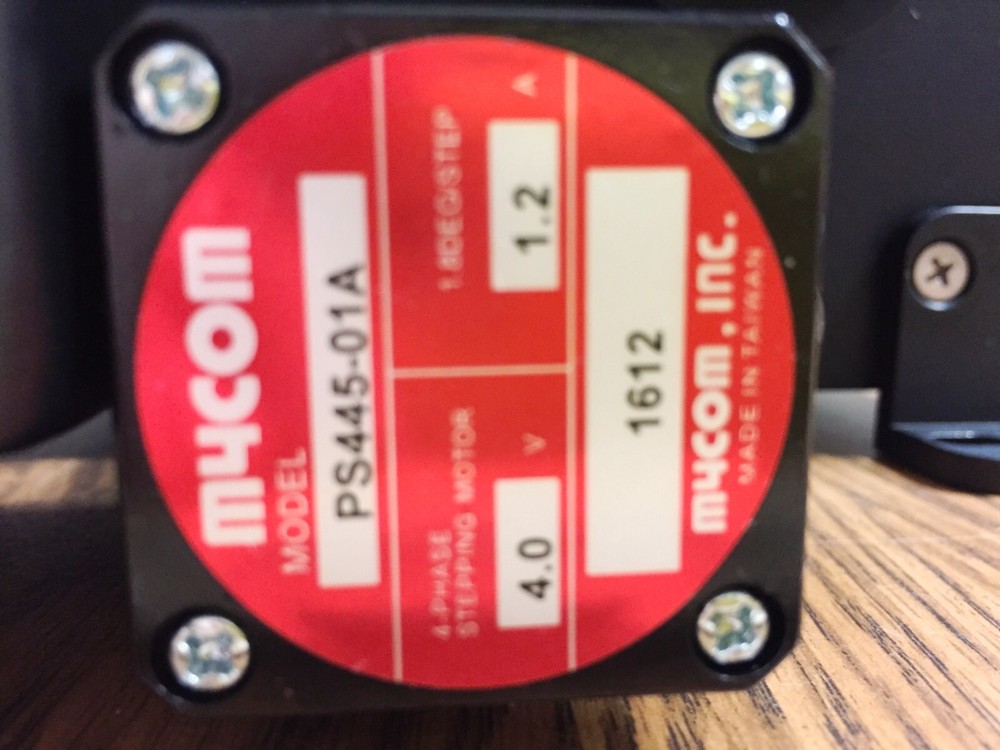 MYCOM
MODEL
PS445-01A
4-PHASE
STEPPING MOTOR
4.0 V
1.8DEG/STEP
1.2 A
1612
MYCOM, INC.
MADE IN TAIWAN